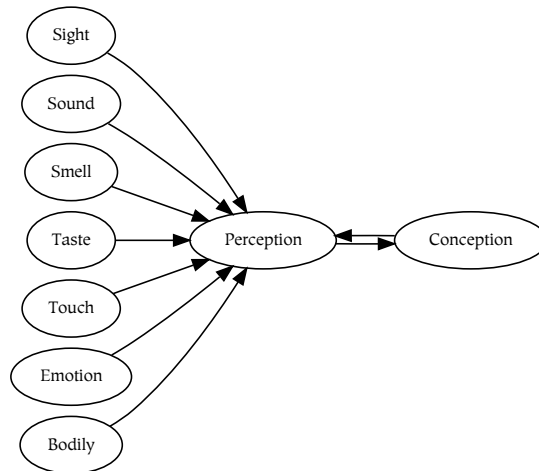 Sight
Sound
Smell
Taste
Perception
Conception
Touch
Emotion
Bodily